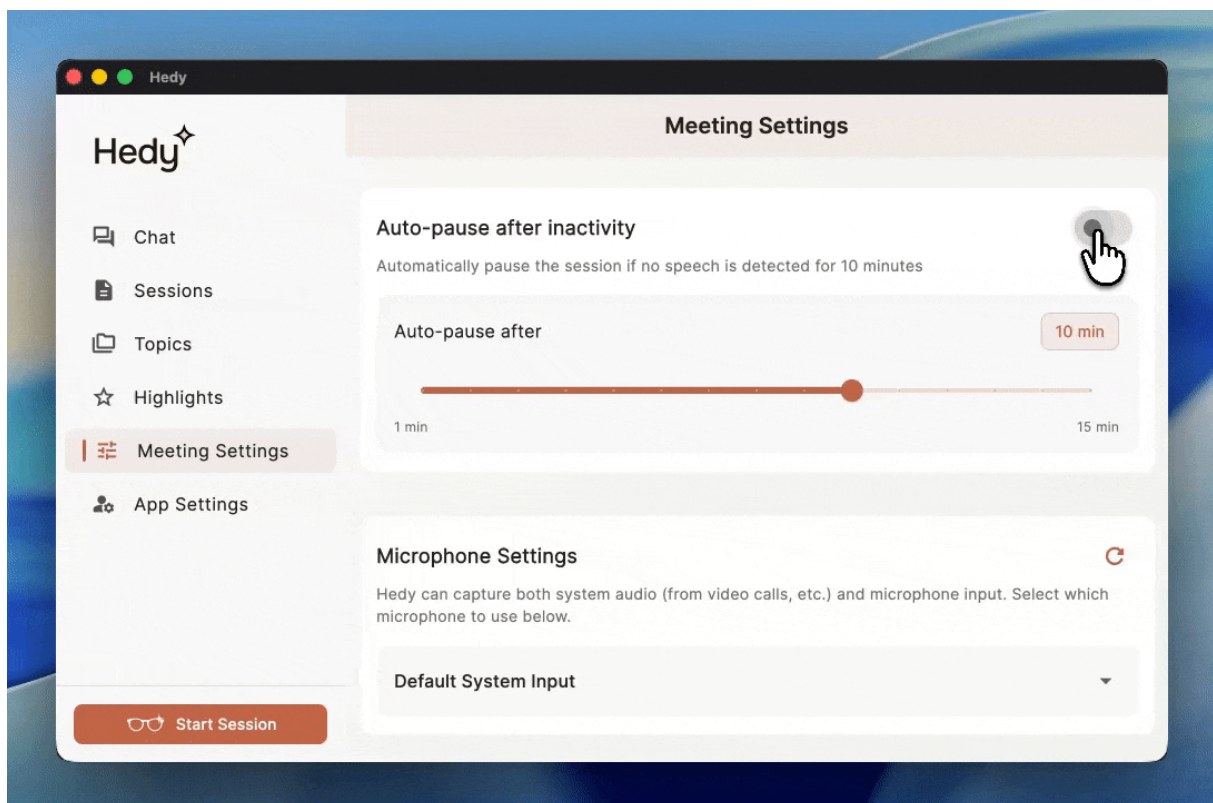 Hedy
Hedy
Chat
Sessions
Topics
Highlights
Meeting Settings
App Settings
Start Session
Meeting Settings
Auto-pause after inactivity
Automatically pause the session if no speech is detected for 10 minutes
Auto-pause after
10 min
1 min
15 min
Microphone Settings
Hedy can capture both system audio (from video calls, etc.) and microphone input. Select which
microphone to use below.
Default System Input